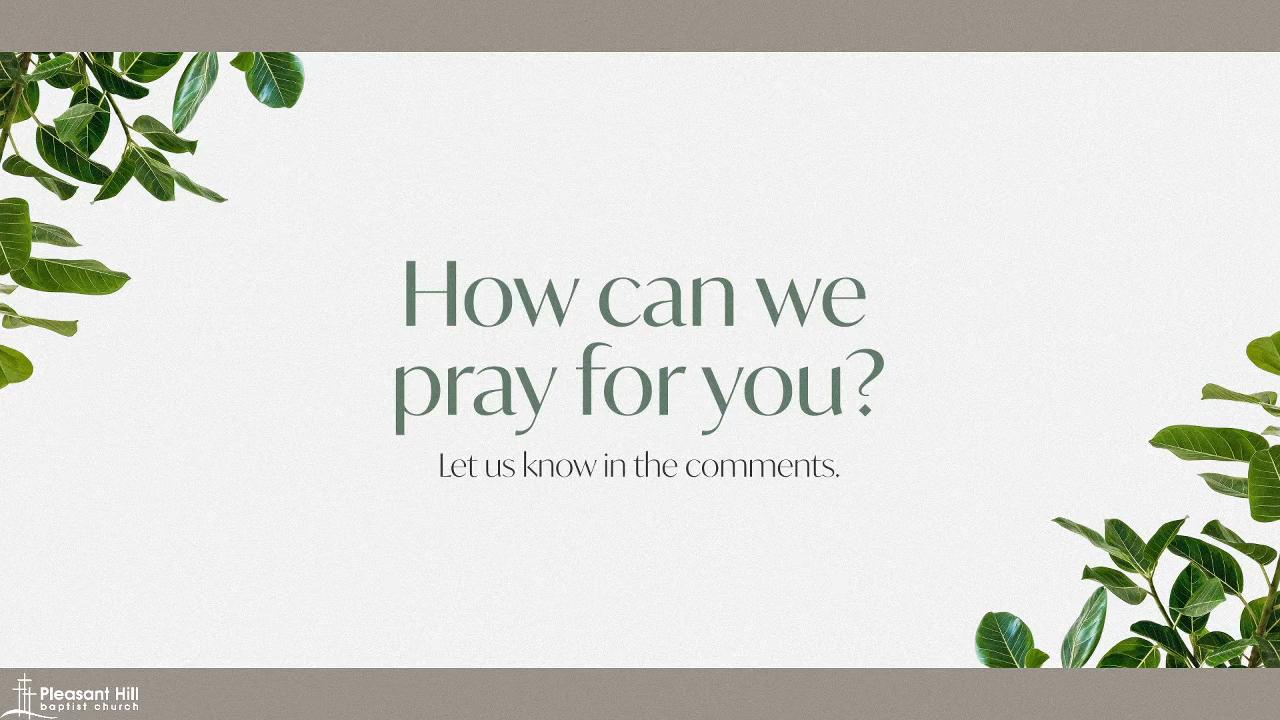 How can we
pray for you?
Let us know in the comments.
Pleasant Hill
baptist church